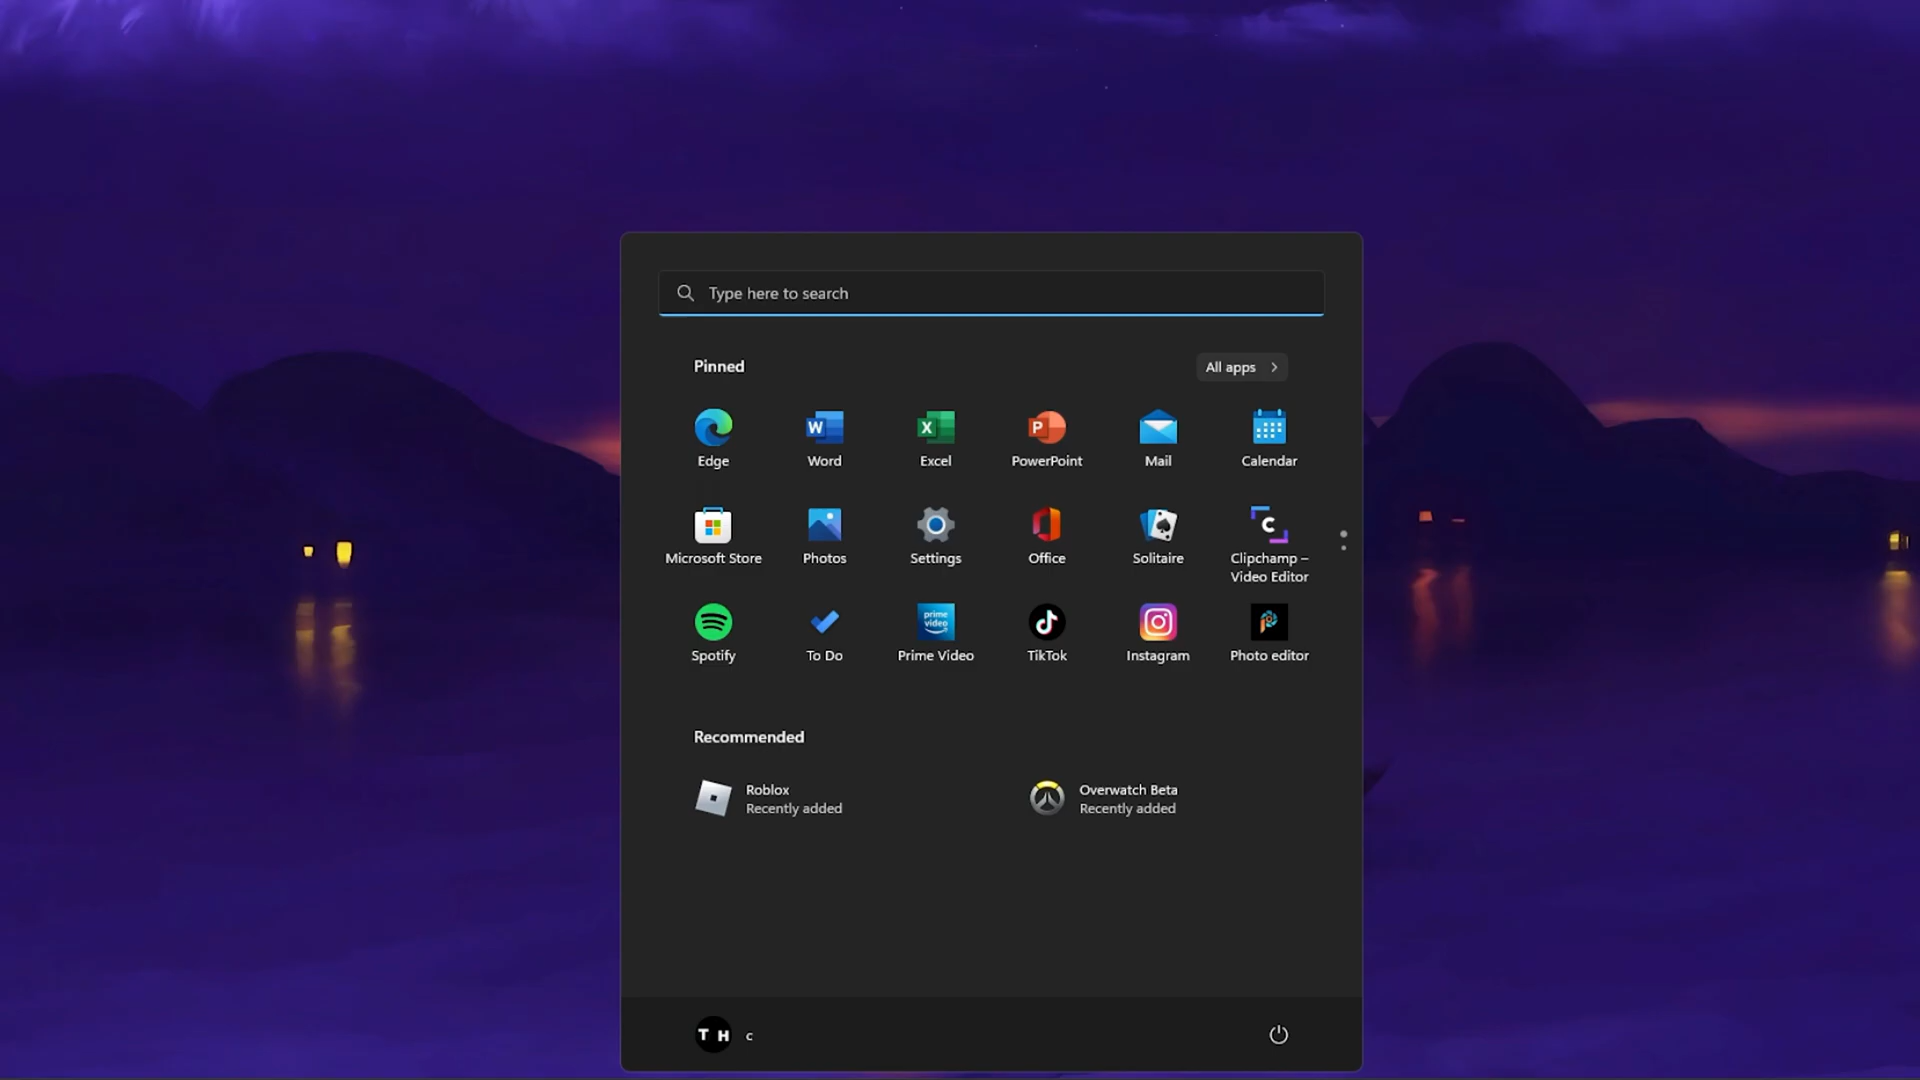 Type here to search
Pinned
All apps
Edge
Word
Excel
PowerPoint
Mail
Calendar
Microsoft Store
Photos
Settings
Office
Solitaire
Clipchamp –
Video Editor
prime
video
Spotify
To Do
Prime Video
TikTok
Instagram
Photo editor
Recommended
Roblox
Recently added
Overwatch Beta
Recently added
T H
c